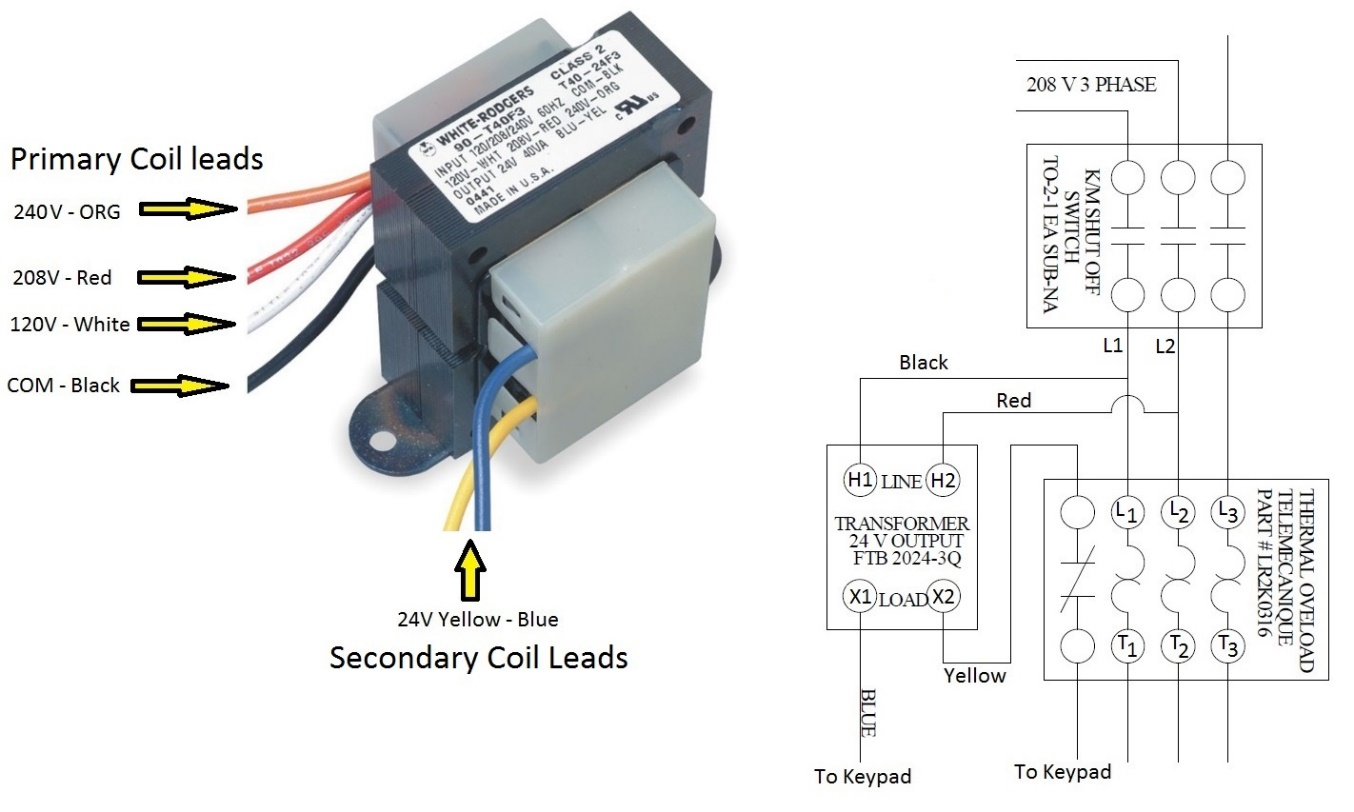 Primary Coil leads
240V - ORG
208V - Red
120V - White
COM - Black
WHITE-RODGERS CLASS 2
90-T40F3 T40-24F3
INPUT 120/208/240V 60HZ COM-BLK
120V-WHT 208V-RED 240V-ORG
OUTPUT 24V 40VA BLU-YEL
0441
MADE IN U.S.A.
c US
24V Yellow - Blue
Secondary Coil Leads
208 V 3 PHASE
K/M SHUT OFF
SWITCH
TO-2-1 EA SUB-NA
L1 L2
Black
Red
H1 LINE H2
TRANSFORMER
24 V OUTPUT
FTB 2024-3Q
X1 LOAD X2
Yellow
BLUE
To Keypad
L1 L2 L3
T1 T2 T3
THERMAL OVELOAD
TELEMECANIQUE
PART # LR2K0316
To Keypad